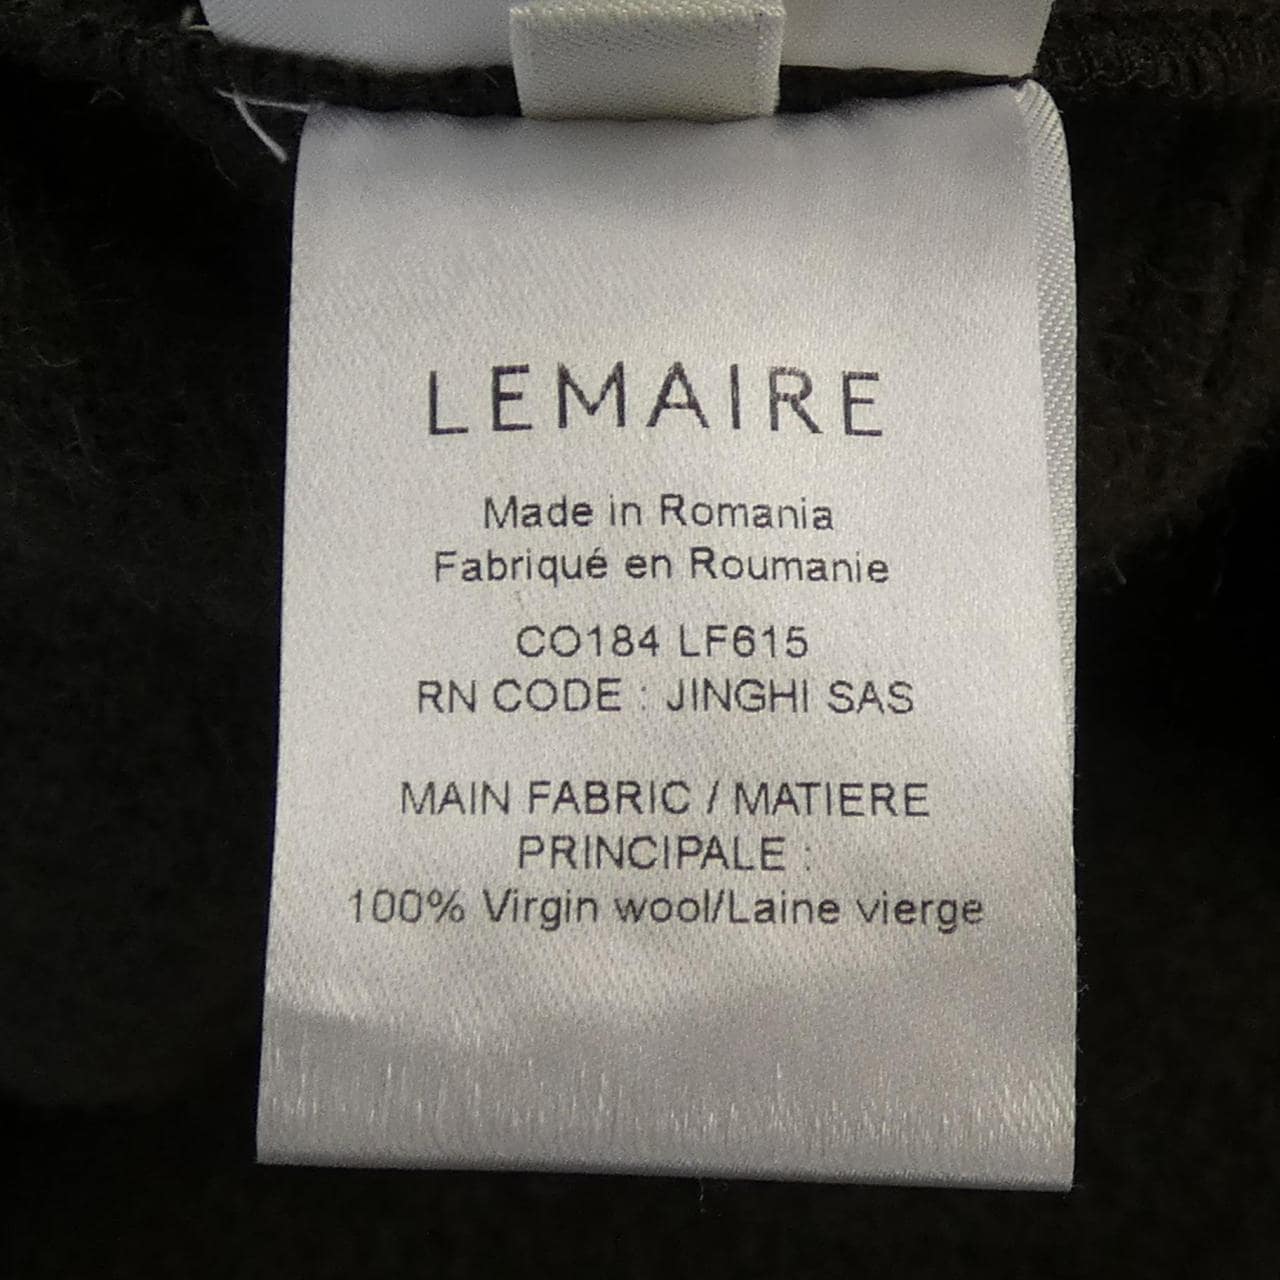 LEMAIRE
Made in Romania
Fabriqué en Roumanie
CO184 LF615
RN CODE : JINGHI SAS
MAIN FABRIC / MATIERE
PRINCIPALE :
100% Virgin wool/Laine vierge